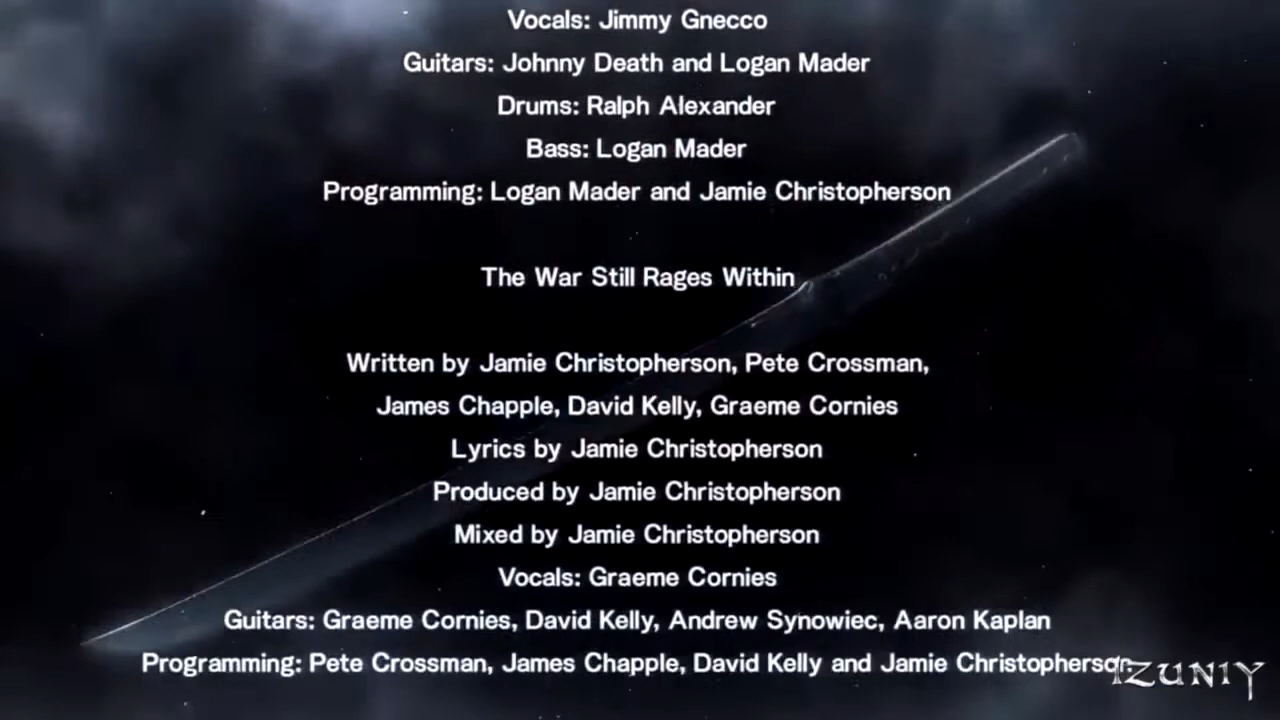 Vocals: Jimmy Gnecco
Guitars: Johnny Death and Logan Mader
Drums: Ralph Alexander
Bass: Logan Mader
Programming: Logan Mader and Jamie Christopherson
The War Still Rages Within
Written by Jamie Christopherson, Pete Crossman,
James Chapple, David Kelly, Graeme Cornies
Lyrics by Jamie Christopherson
Produced by Jamie Christopherson
Mixed by Jamie Christopherson
Vocals: Graeme Cornies
Guitars: Graeme Cornies, David Kelly, Andrew Synowiec, Aaron Kaplan
Programming: Pete Crossman, James Chapple, David Kelly and Jamie Christopherson
IZUNIY